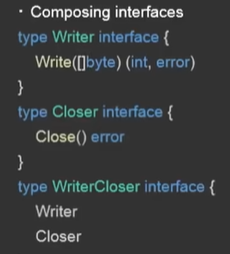 • Composing interfaces
type Writer interface {
Write([]byte) (int, error)
}
type Closer interface {
Close() error
}
type WriterCloser interface {
Writer
Closer